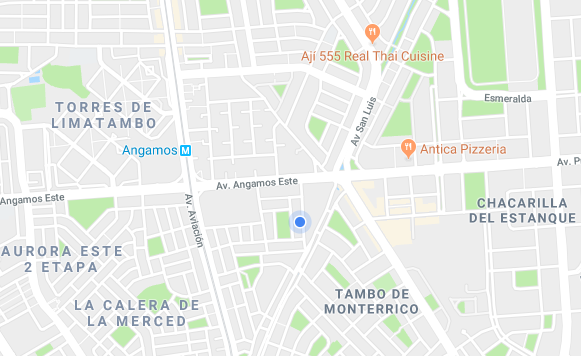 Ají 555 Real Thai Cuisine
TORRES DE
LIMATAMBO
Esmeralda
Av San Luis
Angamos M
Antica Pizzeria
Av. P
Av. Angamos Este
Angamos Este
Av. Aviación
CHACARILLA
DEL ESTANQUE
AURORA ESTE
2 ETAPA
TAMBO DE
MONTERRICO
LA CALERA DE
LA MERCED